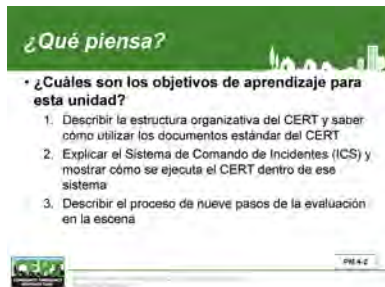 ¿Qué piensa?
• ¿Cuáles son los objetivos de aprendizaje para
esta unidad?
1. Describir la estructura organizativa del CERT y saber
cómo utilizar los documentos estándar del CERT
2. Explicar el Sistema de Comando de Incidentes (ICS) y
mostrar cómo se ejecuta el CERT dentro de ese
sistema
3. Describir el proceso de nueve pasos de la evaluación
en la escena
CERT